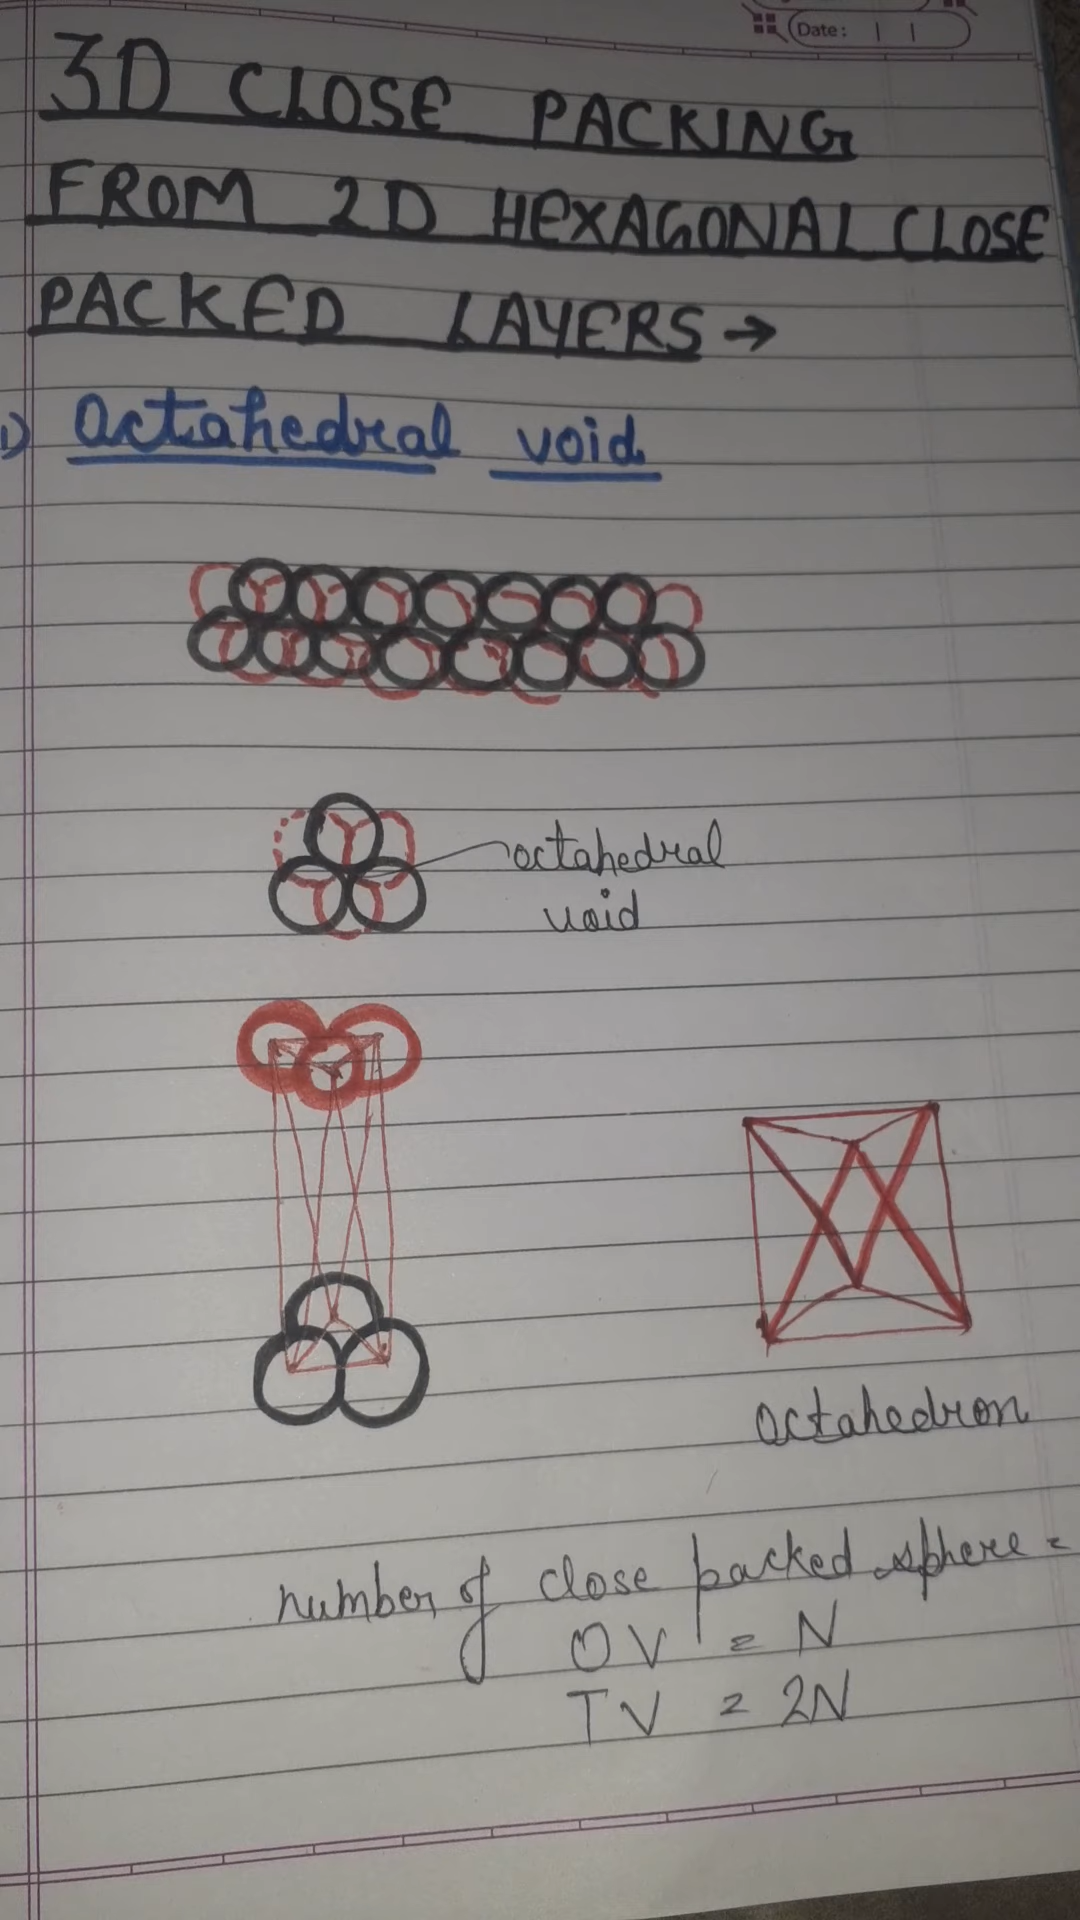 Date:
3D CLOSE PACKING
FROM 2D HEXAGONAL CLOSE
PACKED LAYERS →
1) Octahedral void
octahedral
void
octahedron
number of close packed sphere =
OV = N
TV = 2N